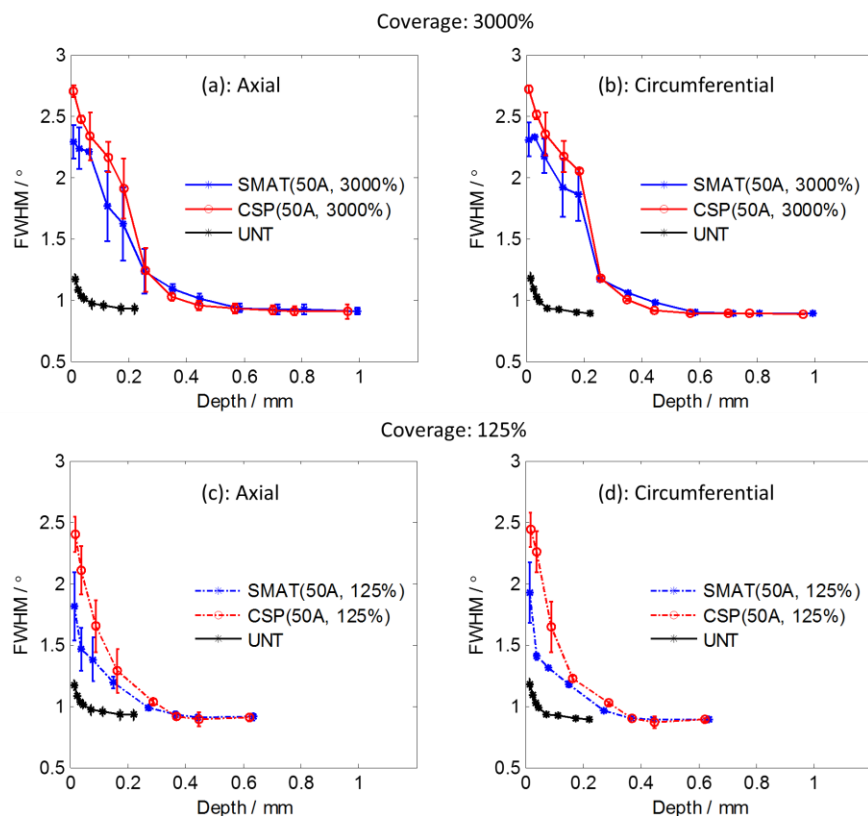 Coverage: 3000%
(a): Axial
3
2.5
2
1.5
1
0.5
FWHM / °
SMAT(50A, 3000%)
CSP(50A, 3000%)
UNT
0 0.2 0.4 0.6 0.8 1
Depth / mm
(b): Circumferential
3
2.5
2
1.5
1
0.5
FWHM / °
SMAT(50A, 3000%)
CSP(50A, 3000%)
UNT
0 0.2 0.4 0.6 0.8 1
Depth / mm
Coverage: 125%
(c): Axial
3
2.5
2
1.5
1
0.5
FWHM / °
SMAT(50A, 125%)
CSP(50A, 125%)
UNT
0 0.2 0.4 0.6 0.8 1
Depth / mm
(d): Circumferential
3
2.5
2
1.5
1
0.5
FWHM / °
SMAT(50A, 125%)
CSP(50A, 125%)
UNT
0 0.2 0.4 0.6 0.8 1
Depth / mm